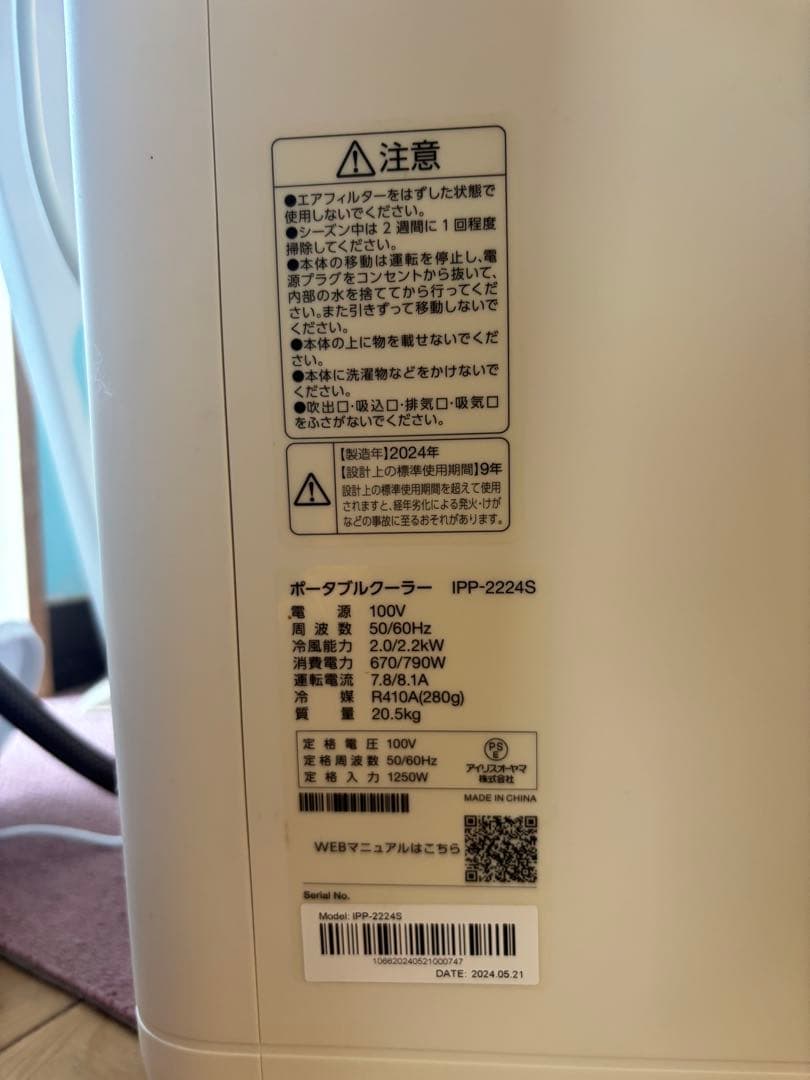 注意
●エアフィルターをはずした状態で
使用しないでください。
●シーズン中は2週間に1回程度
掃除してください。
●本体の移動は運転を停止し、電
源プラグをコンセントから抜いて、
内部の水を捨ててから行ってくだ
さい。また引きずって移動しないで
ください。
●本体の上に物を載せないでくだ
さい。
●本体に洗濯物などをかけないで
ください。
●吹出口・吸込口・排気口・吸気口
をふさがないでください。
【製造年】2024年
【設計上の標準使用期間】9年
設計上の標準使用期間を超えて使用
されますと、経年劣化による発火・けが
などの事故に至るおそれがあります。
ポータブルクーラー IPP-2224S
電源 100V
周波数 50/60Hz
冷風能力 2.0/2.2kW
消費電力 670/790W
運転電流 7.8/8.1A
冷媒 R410A(280g)
質量 20.5kg
定格電圧 100V
定格周波数 50/60Hz
定格入力 1250W
PSE
アイリスオーヤマ
株式会社
MADE IN CHINA
WEBマニュアルはこちら
Serial No.
Model: IPP-2224S
106620240521000747
DATE: 2024.05.21